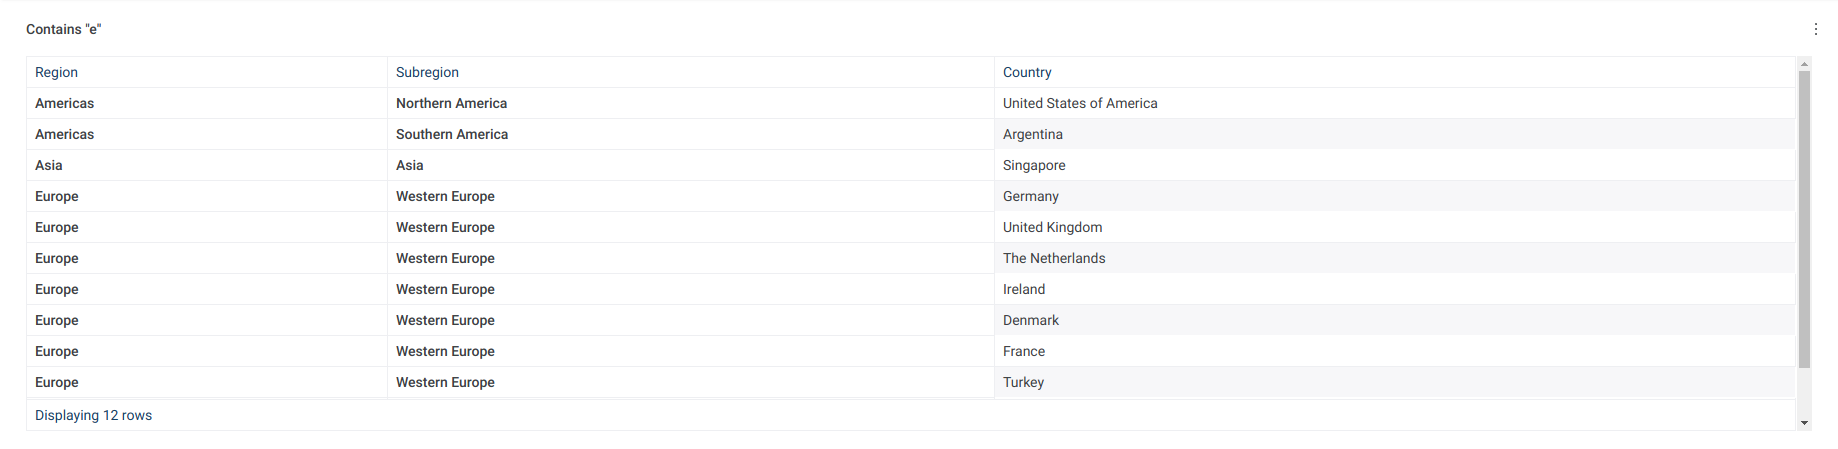 Contains "e"
Region Subregion Country
Americas Northern America United States of America
Americas Southern America Argentina
Asia Asia Singapore
Europe Western Europe Germany
Europe Western Europe United Kingdom
Europe Western Europe The Netherlands
Europe Western Europe Ireland
Europe Western Europe Denmark
Europe Western Europe France
Europe Western Europe Turkey
Displaying 12 rows